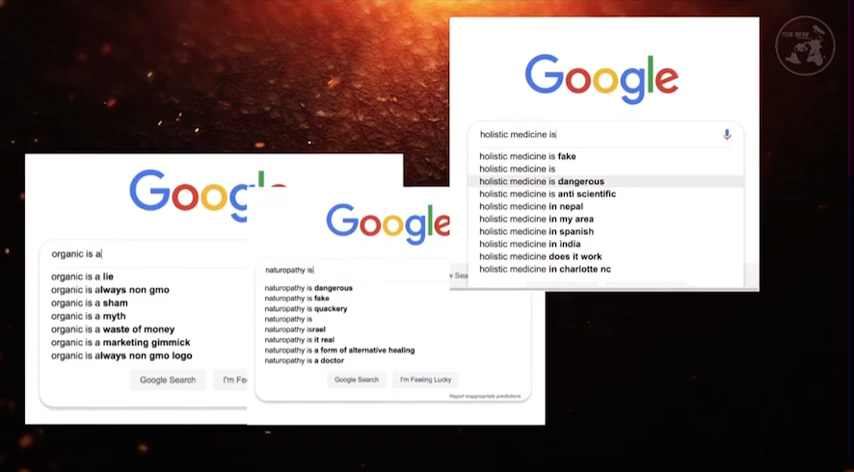 Google
organic is a
organic is a lie
organic is always non gmo
organic is a sham
organic is a myth
organic is a waste of money
organic is a marketing gimmick
organic is always non gmo logo
Google Search
I'm Fe
Google
naturopathy is
naturopathy is dangerous
naturopathy is fake
naturopathy is quackery
naturopathy is
naturopathy israel
naturopathy is it real
naturopathy is a form of alternative healing
naturopathy is a doctor
Google Search
I'm Feeling Lucky
Report inappropriate predictions
Google
holistic medicine is
holistic medicine is fake
holistic medicine is
holistic medicine is dangerous
holistic medicine is anti scientific
holistic medicine in nepal
holistic medicine in my area
holistic medicine in spanish
holistic medicine in india
holistic medicine does it work
holistic medicine in charlotte nc